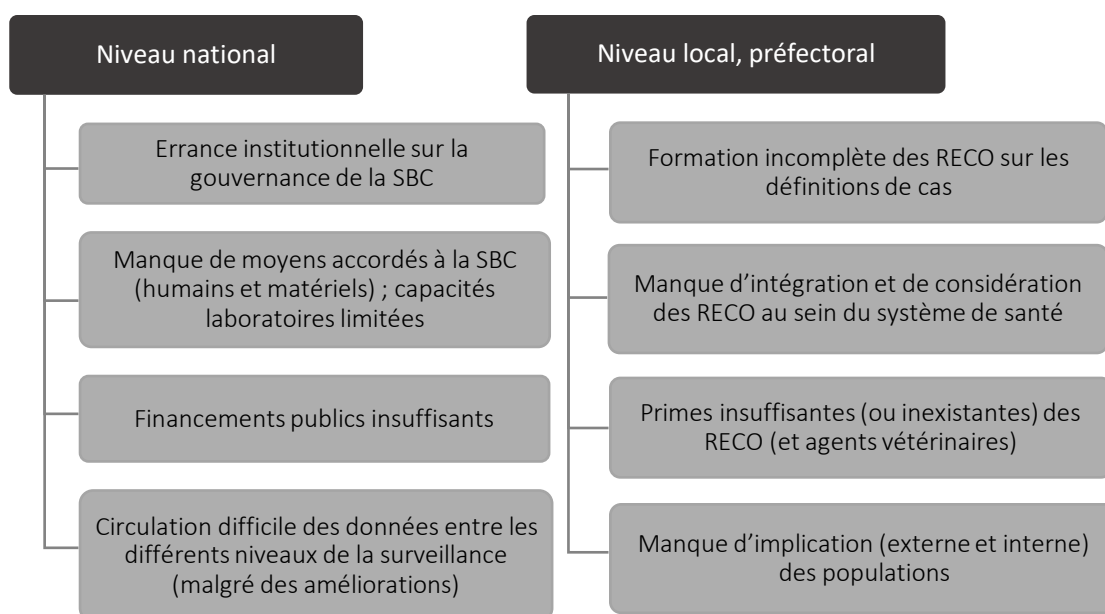 Niveau national
Errance institutionnelle sur la
gouvernance de la SBC
Manque de moyens accordés à la SBC
(humains et matériels) ; capacités
laboratoires limitées
Financements publics insuffisants
Circulation difficile des données entre les
différents niveaux de la surveillance
(malgré des améliorations)
Niveau local, préfectoral
Formation incomplète des RECO sur les
définitions de cas
Manque d’intégration et de considération
des RECO au sein du système de santé
Primes insuffisantes (ou inexistantes) des
RECO (et agents vétérinaires)
Manque d’implication (externe et interne)
des populations